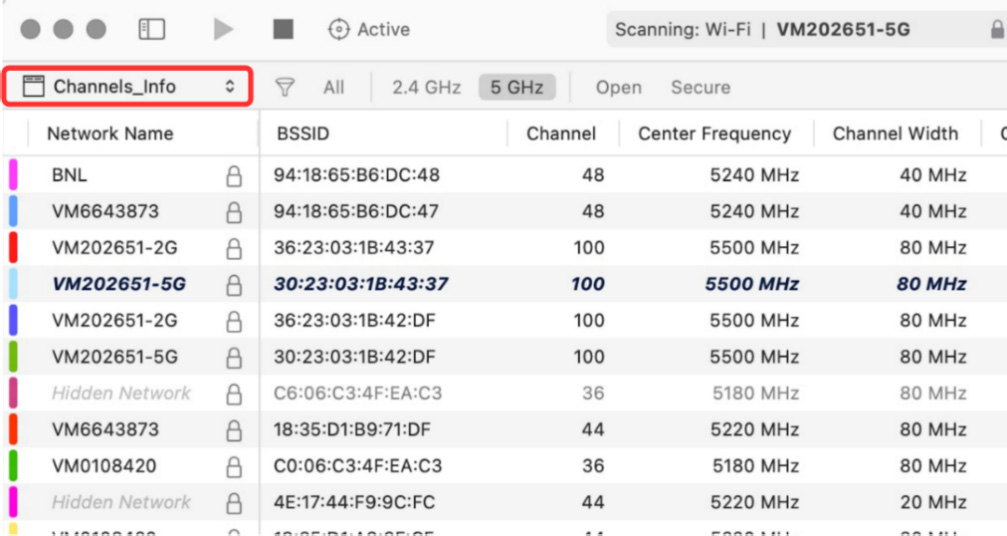 Active
Scanning: Wi-Fi | VM202651-5G
Channels_Info All 2.4 GHz 5 GHz Open Secure
Network Name BSSID Channel Center Frequency Channel Width
BNL 94:18:65:B6:DC:48 48 5240 MHz 40 MHz
VM6643873 94:18:65:B6:DC:47 48 5240 MHz 40 MHz
VM202651-2G 36:23:03:1B:43:37 100 5500 MHz 80 MHz
VM202651-5G 30:23:03:1B:43:37 100 5500 MHz 80 MHz
VM202651-2G 36:23:03:1B:42:DF 100 5500 MHz 80 MHz
VM202651-5G 30:23:03:1B:42:DF 100 5500 MHz 80 MHz
Hidden Network C6:06:C3:4F:EA:C3 36 5180 MHz 80 MHz
VM6643873 18:35:D1:B9:71:DF 44 5220 MHz 80 MHz
VM0108420 C0:06:C3:4F:EA:C3 36 5180 MHz 80 MHz
Hidden Network 4E:17:44:F9:9C:FC 44 5220 MHz 20 MHz